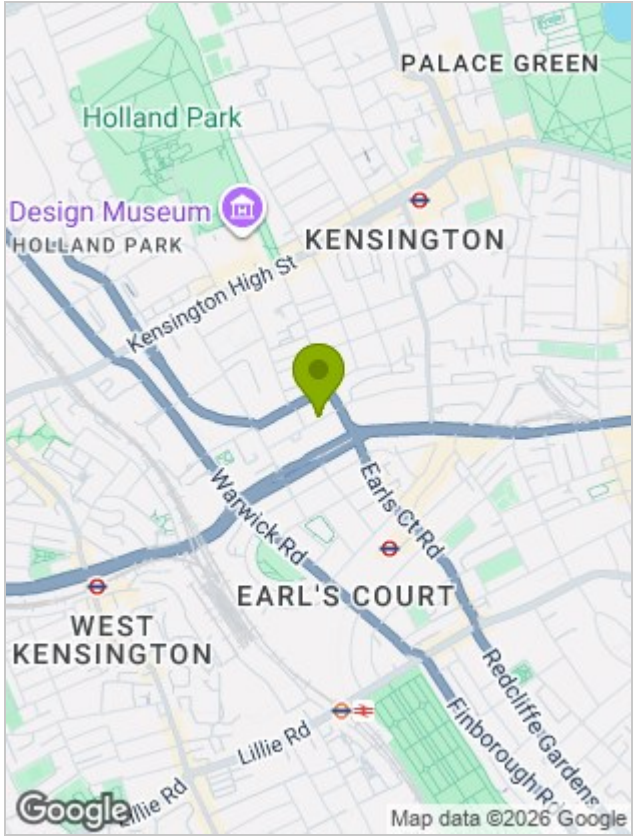 PALACE GREEN
Holland Park
Design Museum
HOLLAND PARK
KENSINGTON
Kensington High St
Earls Ct Rd
Warwick Rd
EARL'S COURT
WEST
KENSINGTON
Redcliffe Gardens
Finborough Rd
Lillie Rd
Lillie Rd
Google
Map data ©2026 Google